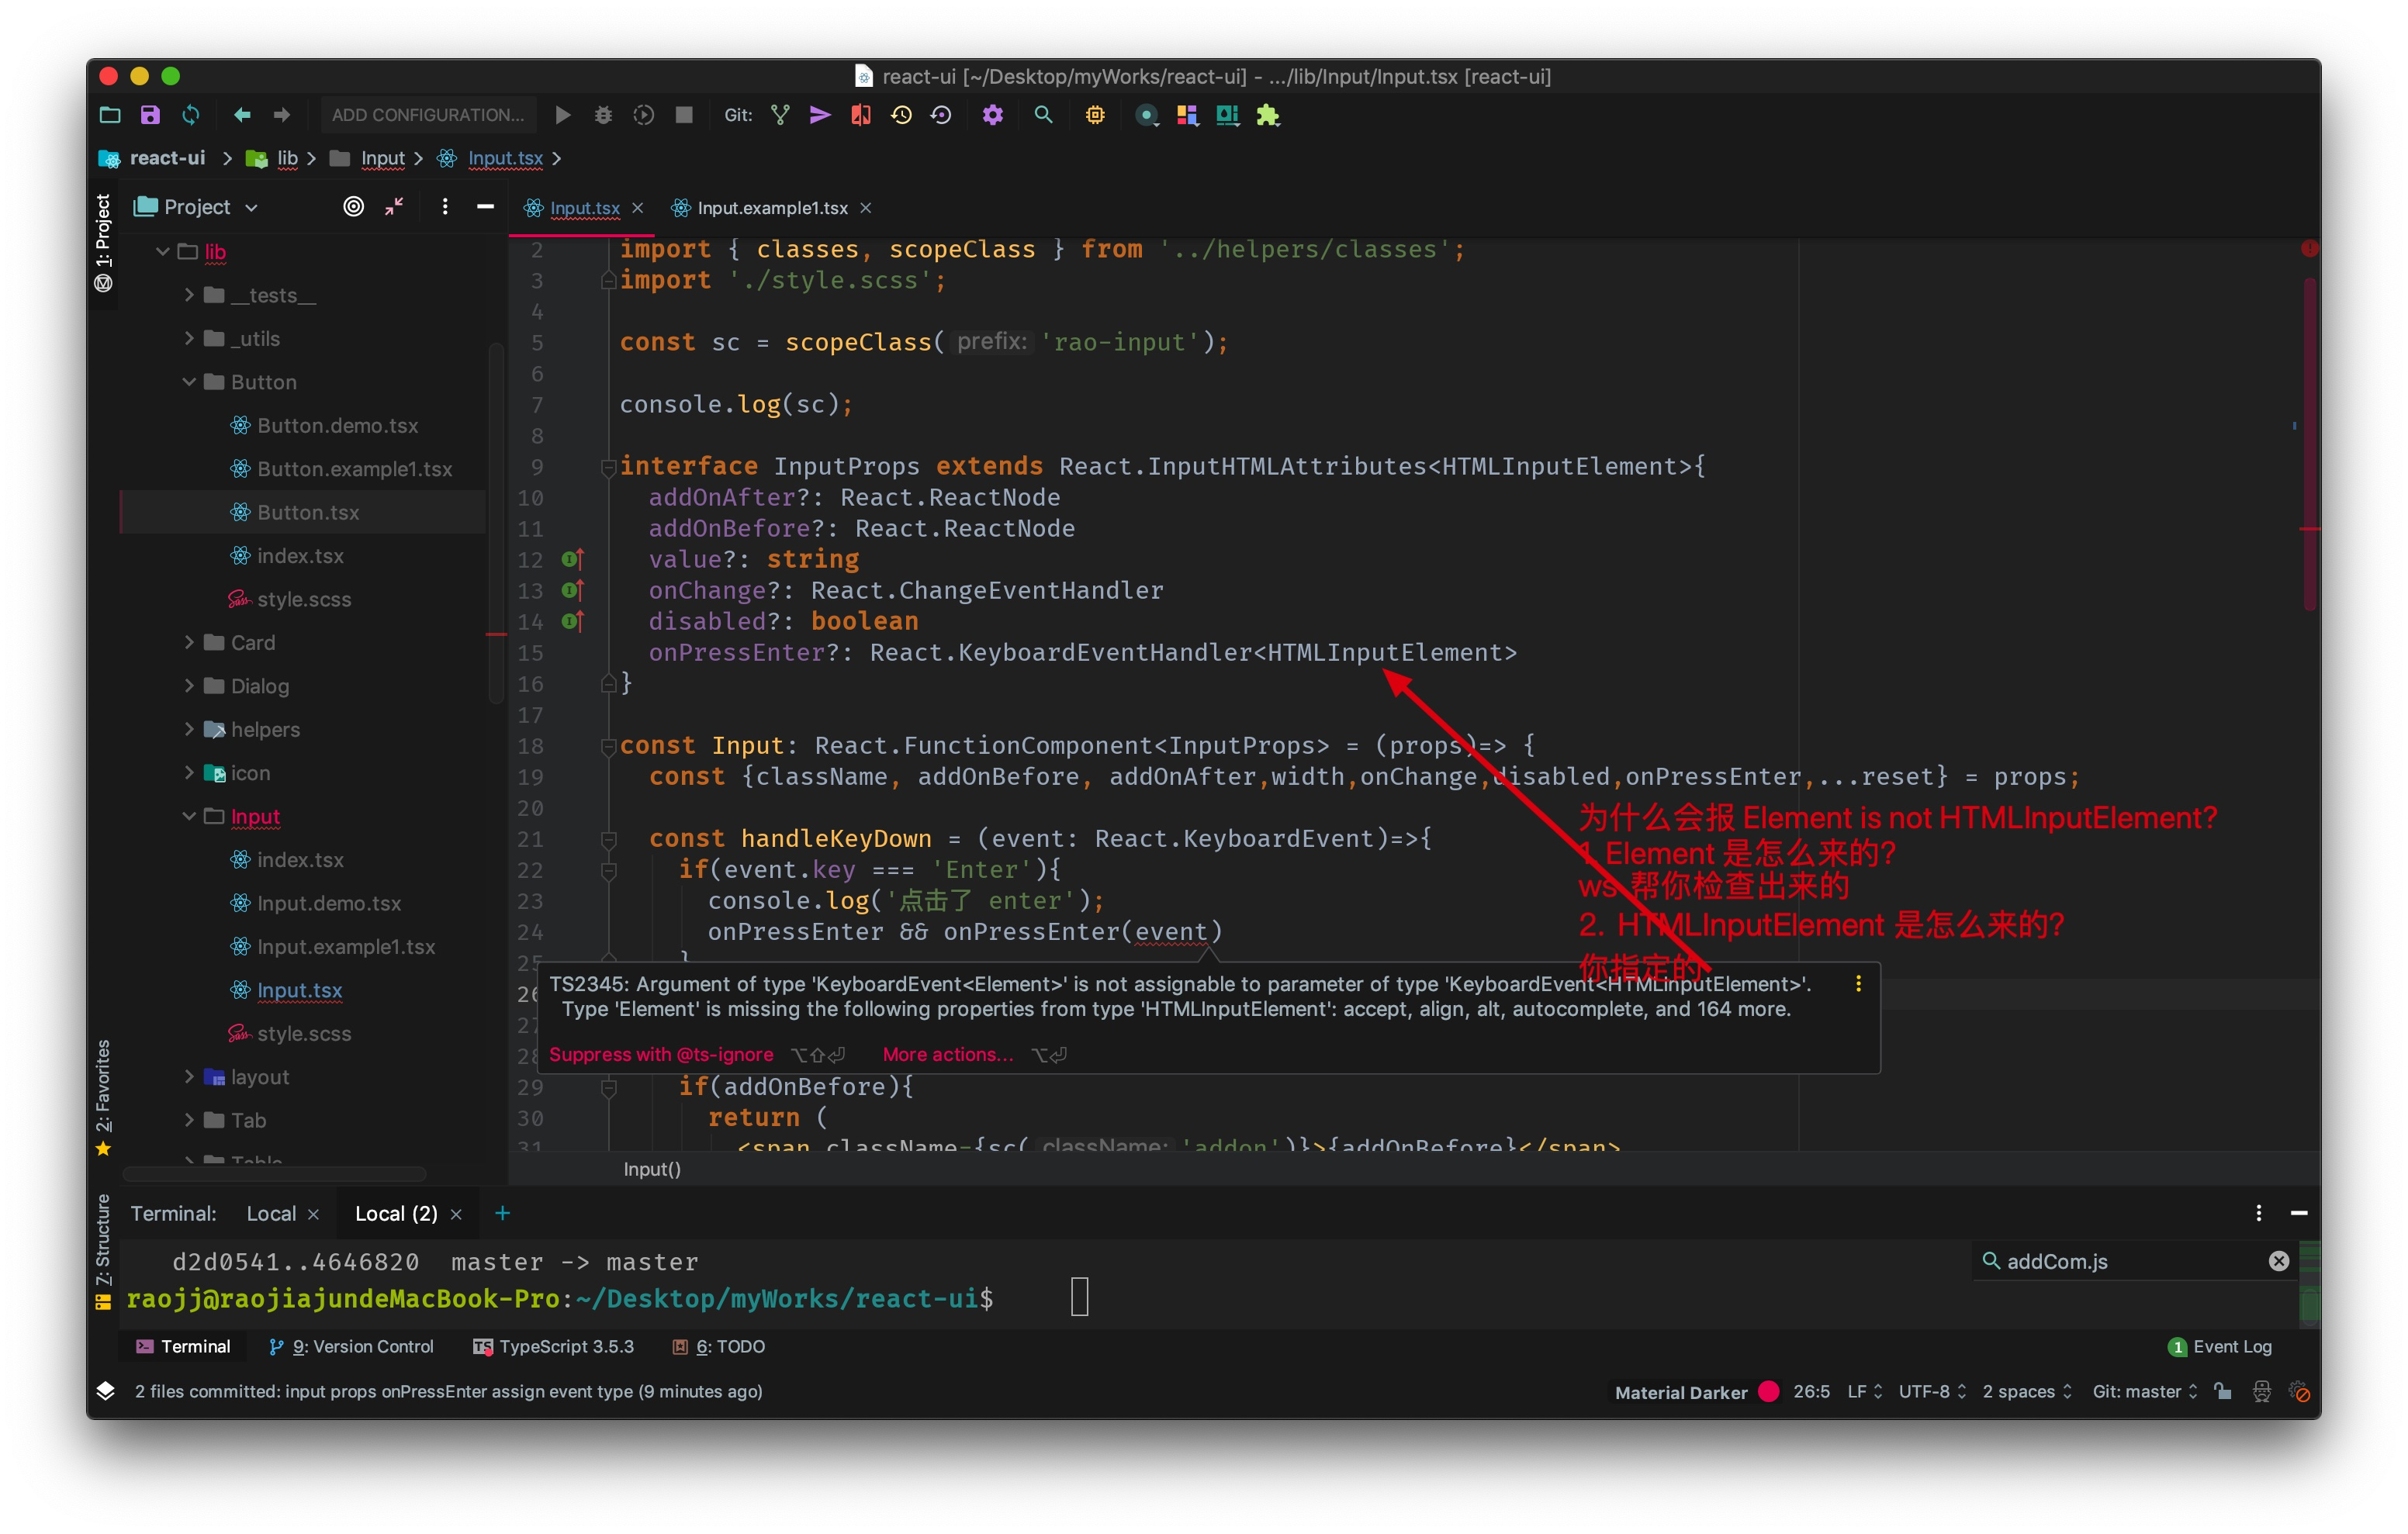 react-ui [~/Desktop/myWorks/react-ui] - .../lib/Input/Input.tsx [react-ui]
ADD CONFIGURATION...
Git:
react-ui
lib
Input
Input.tsx
1: Project
Project
Input.tsx
Input.example1.tsx
lib
__tests__
_utils
Button
Button.demo.tsx
Button.example1.tsx
Button.tsx
index.tsx
style.scss
Card
Dialog
helpers
icon
Input
index.tsx
Input.demo.tsx
Input.example1.tsx
Input.tsx
style.scss
layout
Tab
Table
2: Favorites
7: Structure
2 import { classes, scopeClass } from '../helpers/classes';
3 import './style.scss';
4
5 const sc = scopeClass( prefix: 'rao-input');
6
7 console.log(sc);
8
9 interface InputProps extends React.InputHTMLAttributes<HTMLInputElement>{
10 addOnAfter?: React.ReactNode
11 addOnBefore?: React.ReactNode
12 value?: string
13 onChange?: React.ChangeEventHandler
14 disabled?: boolean
15 onPressEnter?: React.KeyboardEventHandler<HTMLInputElement>
16 }
17
18 const Input: React.FunctionComponent<InputProps> = (props)=> {
19 const {className, addOnBefore, addOnAfter,width,onChange,disabled,onPressEnter,...reset} = props;
20
21 const handleKeyDown = (event: React.KeyboardEvent)=>{
22 if(event.key === 'Enter'){
23 console.log('点击了 enter');
24 onPressEnter && onPressEnter(event)
25 }
26
27
28
29 if(addOnBefore){
30 return (
31 <span className={sc( className: 'addon')}>{addOnBefore}</span>
为什么会报 Element is not HTMLInputElement?
1. Element 是怎么来的?
ws 帮你检查出来的
2. HTMLInputElement 是怎么来的?
你指定的
TS2345: Argument of type 'KeyboardEvent<Element>' is not assignable to parameter of type 'KeyboardEvent<HTMLInputElement>'.
Type 'Element' is missing the following properties from type 'HTMLInputElement': accept, align, alt, autocomplete, and 164 more.
Suppress with @ts-ignore ⌥⇧⏎ More actions... ⌥⏎
Input()
Terminal: Local Local (2)
d2d0541..4646820 master -> master
raojj@raojiajundeMacBook-Pro:~/Desktop/myWorks/react-ui$
addCom.js
Terminal 9: Version Control TypeScript 3.5.3 6: TODO
1 Event Log
2 files committed: input props onPressEnter assign event type (9 minutes ago)
Material Darker 26:5 LF UTF-8 2 spaces Git: master